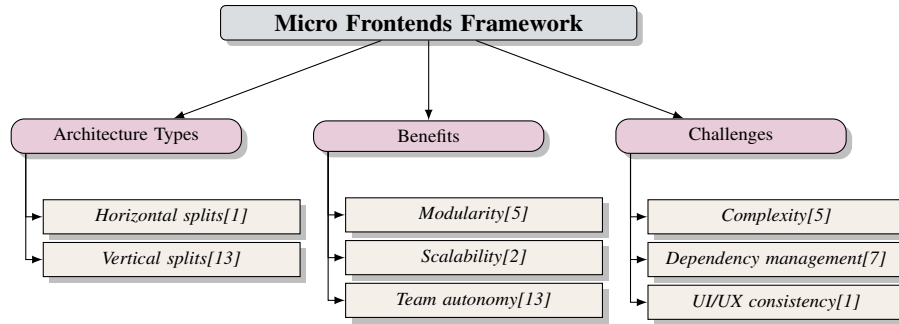 Micro Frontends Framework
Architecture Types
Benefits
Challenges
Horizontal splits[1]
Vertical splits[13]
Modularity[5]
Scalability[2]
Team autonomy[13]
Complexity[5]
Dependency management[7]
UI/UX consistency[1]